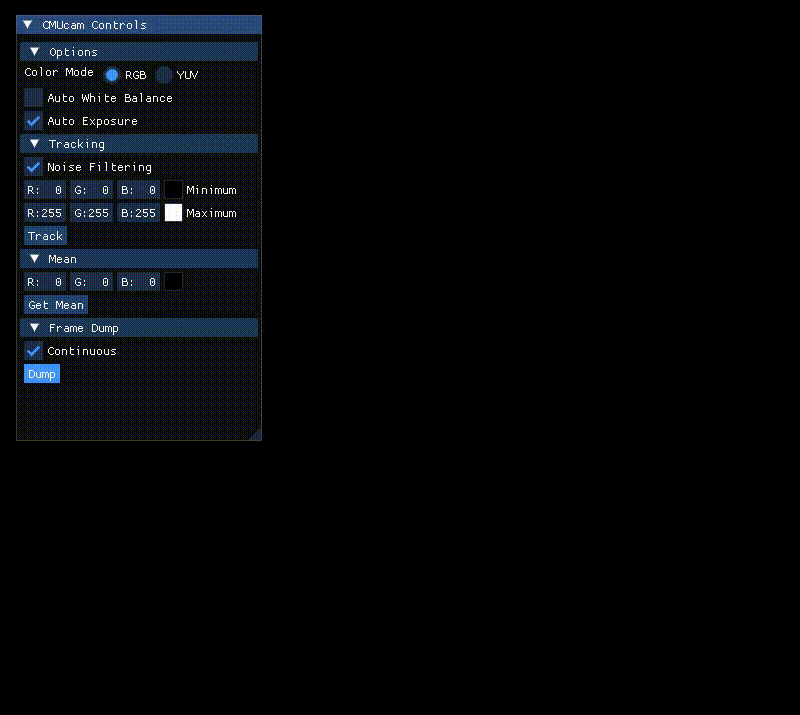 CMUcam Controls
Options
Color Mode RGB YUV
Auto White Balance
Auto Exposure
Tracking
Noise Filtering
R: 0 G: 0 B: 0 Minimum
R:255 G:255 B:255 Maximum
Track
Mean
R: 0 G: 0 B: 0
Get Mean
Frame Dump
Continuous
Dump